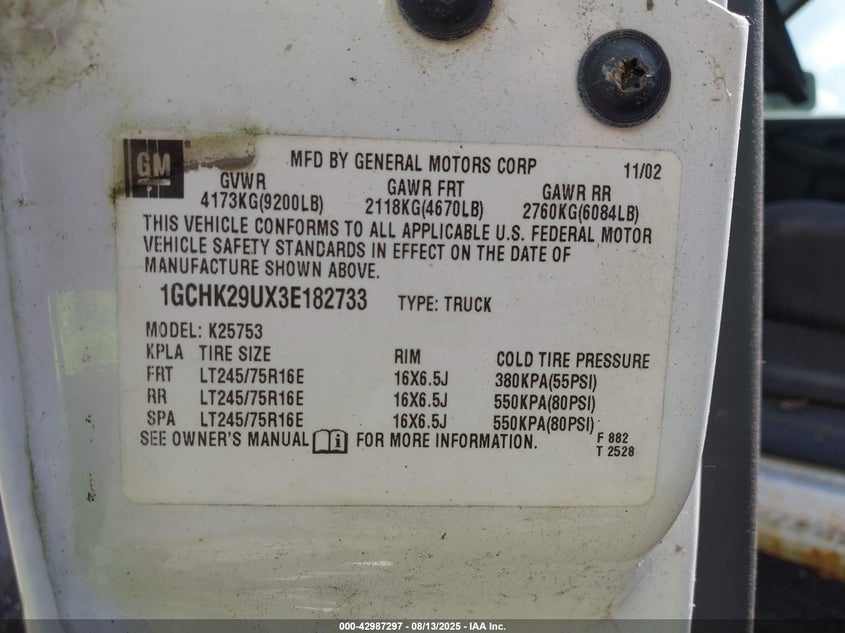 GM
MFD BY GENERAL MOTORS CORP 11/02
GVWR GAWR FRT GAWR RR
4173KG(9200LB) 2118KG(4670LB) 2760KG(6084LB)
THIS VEHICLE CONFORMS TO ALL APPLICABLE U.S. FEDERAL MOTOR
VEHICLE SAFETY STANDARDS IN EFFECT ON THE DATE OF
MANUFACTURE SHOWN ABOVE.
1GCHK29UX3E182733 TYPE: TRUCK
MODEL: K25753
KPLA TIRE SIZE RIM COLD TIRE PRESSURE
FRT LT245/75R16E 16X6.5J 380KPA(55PSI)
RR LT245/75R16E 16X6.5J 550KPA(80PSI)
SPA LT245/75R16E 16X6.5J 550KPA(80PSI)
SEE OWNER'S MANUAL FOR MORE INFORMATION. F 882
T 2528
000-42987297 - 08/13/2025 - IAA Inc.